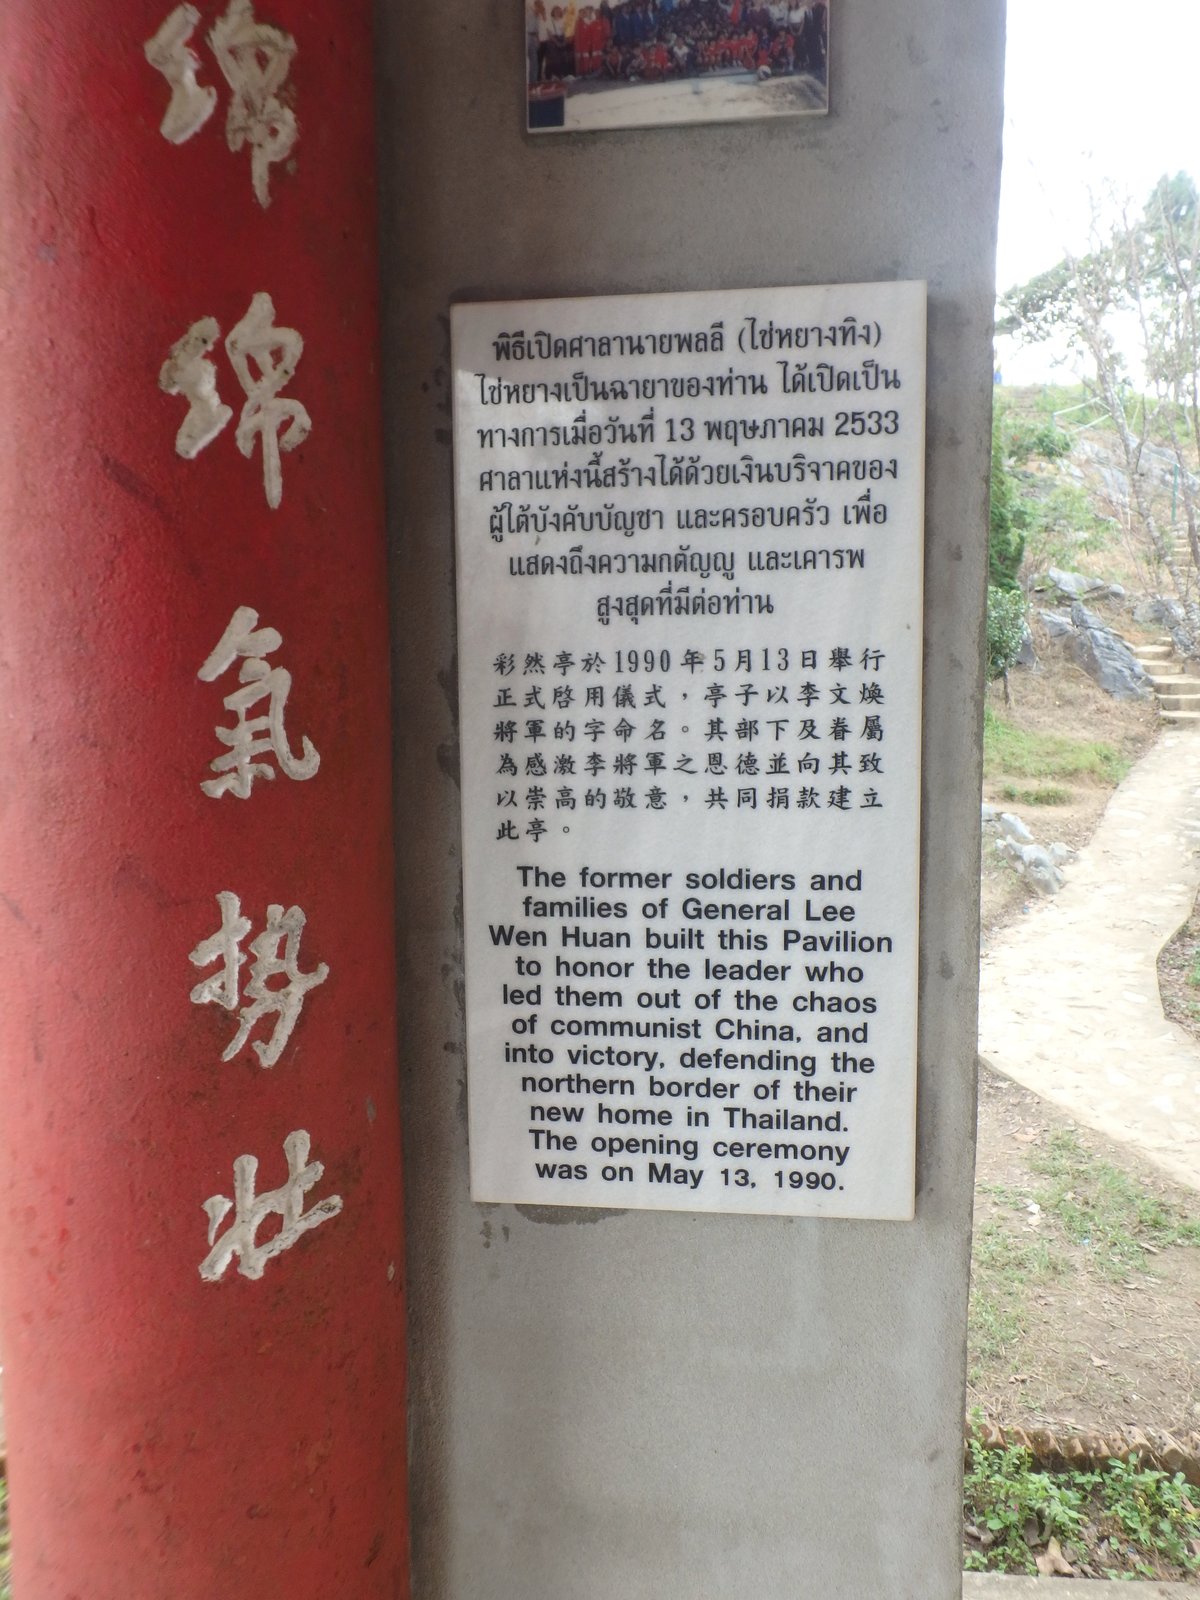 綿
綿
氣
势
壮
พิธีเปิดศาลานายพลลี (ไช่หยางทิง)
ไช่หยางเป็นฉายาของท่าน ได้เปิดเป็น
ทางการเมื่อวันที่ 13 พฤษภาคม 2533
ศาลาแห่งนี้สร้างได้ด้วยเงินบริจาคของ
ผู้ใต้บังคับบัญชา และครอบครัว เพื่อ
แสดงถึงความกตัญญู และเคารพ
สูงสุดที่มีต่อท่าน
彩然亭於1990年5月13日舉行
正式啓用儀式，亭子以李文煥
將軍的字命名。其部下及眷屬
為感激李將軍之恩德並向其致
以崇高的敬意，共同捐款建立
此亭。
The former soldiers and
families of General Lee
Wen Huan built this Pavilion
to honor the leader who
led them out of the chaos
of communist China, and
into victory, defending the
northern border of their
new home in Thailand.
The opening ceremony
was on May 13, 1990.